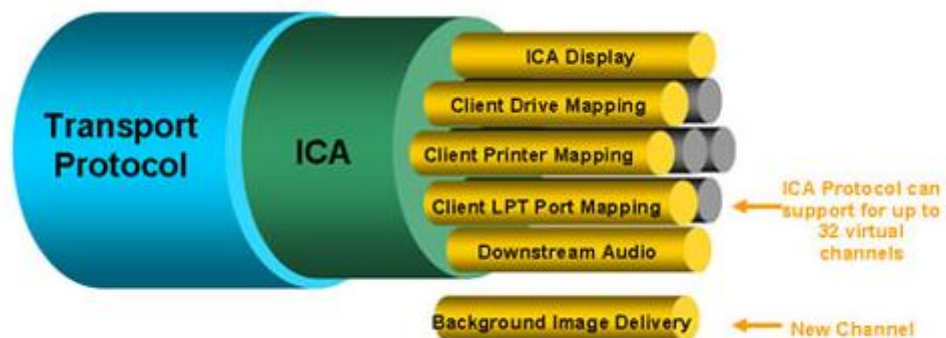 Transport
Protocol
ICA
ICA Display
Client Drive Mapping
Client Printer Mapping
Client LPT Port Mapping
Downstream Audio
Background Image Delivery
ICA Protocol can
support for up to
32 virtual
channels
New Channel